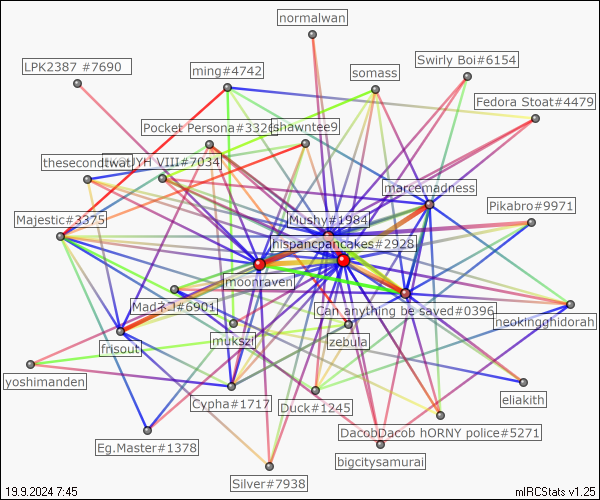 normalwan
LPK2387 #7690
ming#4742
somass
Swirly Boi#6154
Fedora Stoat#4479
Pocket Persona#3326
shawntee9
thesecondtwat
JYH VIII#7034
marcemadness
Majestic#3375
Mushy#1984
Pikabro#9971
hispancpancakes#2928
moonraven
Madネコ#6901
Can anything be saved#0396
neokingghidorah
frisout
mukszi
zebula
yoshimanden
Cypha#1717
Duck#1245
eliakith
DacobDacob hORNY police#5271
Eg.Master#1378
bigcitysamurai
Silver#7938
19.9.2024 7:45
mIRCStats v1.25